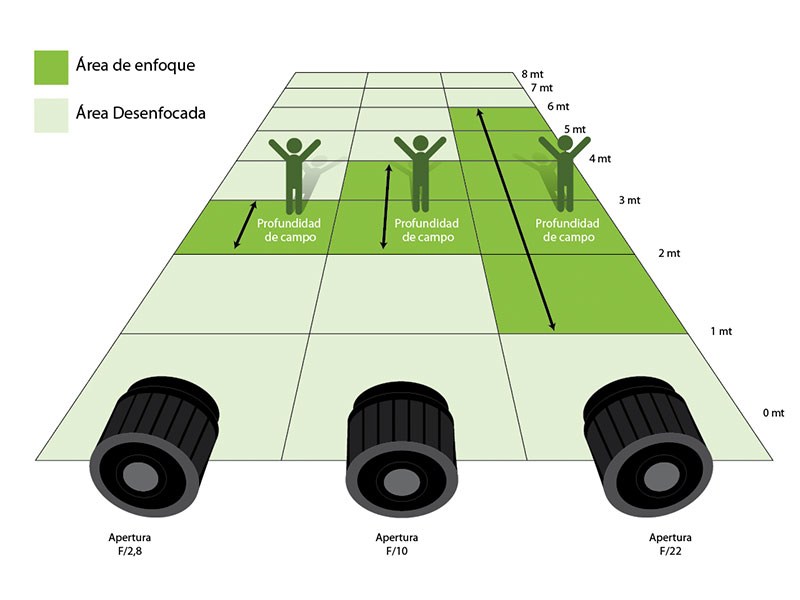 Área de enfoque
Área Desenfocada
8 mt
7 mt
6 mt
5 mt
4 mt
3 mt
2 mt
1 mt
0 mt
Profundidad
de campo
Profundidad
de campo
Profundidad
de campo
Apertura
F/2,8
Apertura
F/10
Apertura
F/22